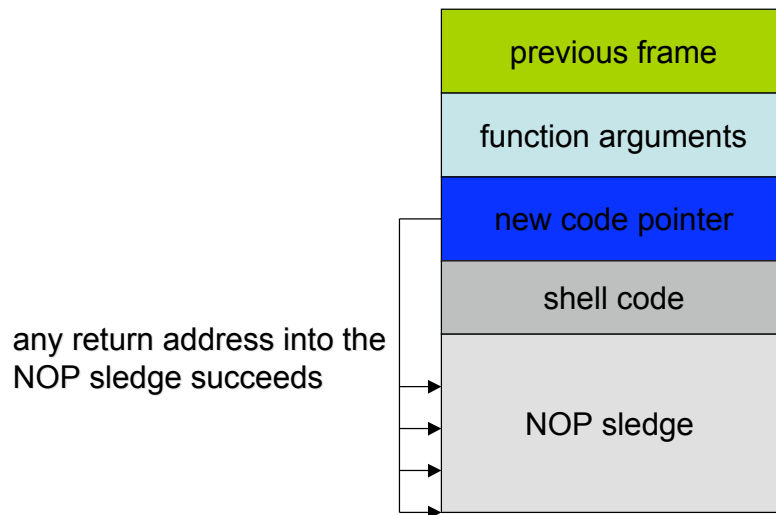 previous frame
function arguments
new code pointer
shell code
any return address into the
NOP sledge succeeds
NOP sledge